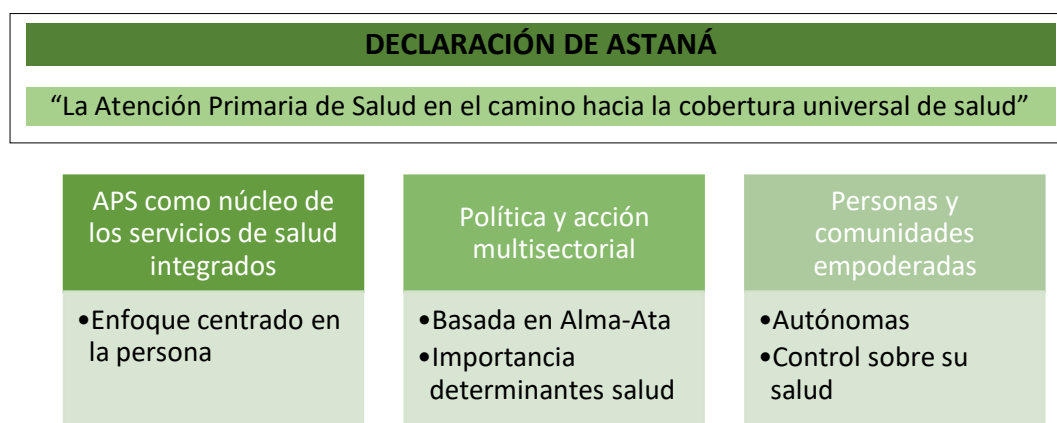 DECLARACIÓN DE ASTANÁ
“La Atención Primaria de Salud en el camino hacia la cobertura universal de salud”
APS como núcleo de
los servicios de salud
integrados
•Enfoque centrado en
la persona
Política y acción
multisectorial
•Basada en Alma-Ata
•Importancia
determinantes salud
Personas y
comunidades
empoderadas
•Autónomas
•Control sobre su
salud